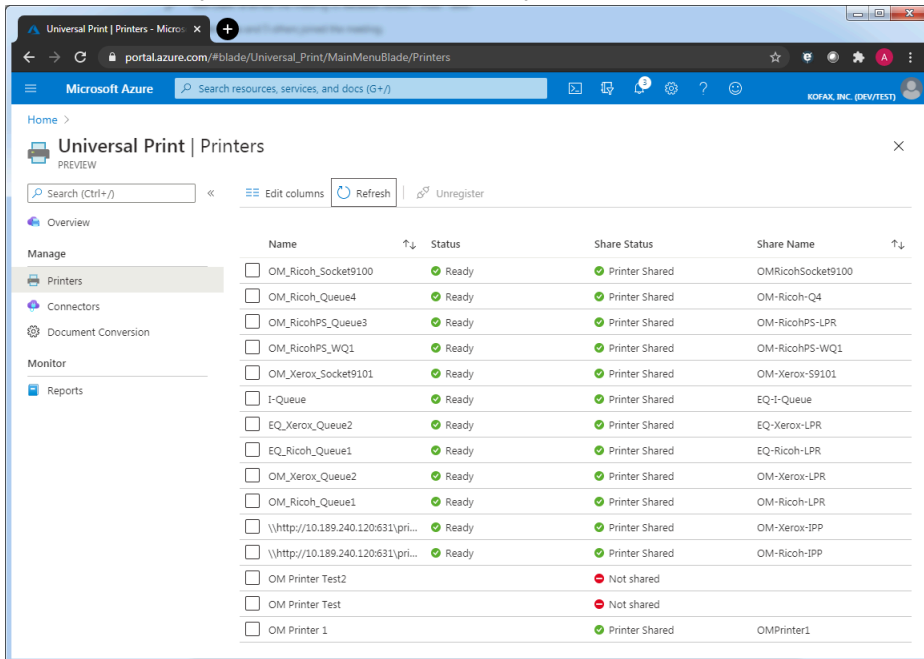 Universal Print | Printers - Micros
portal.azure.com/#blade/Universal_Print/MainMenuBlade/Printers
A
Microsoft Azure
Search resources, services, and docs (G+/)
3
KOFAX, INC. (DEV/TEST)
Home >
Universal Print | Printers
PREVIEW
Search (Ctrl+/)
Edit columns Refresh Unregister
Overview
Manage
Printers
Connectors
Document Conversion
Monitor
Reports
Name Status Share Status Share Name
OM_Ricoh_Socket9100 Ready Printer Shared OMRicohSocket9100
OM_Ricoh_Queue4 Ready Printer Shared OM-Ricoh-Q4
OM_RicohPS_Queue3 Ready Printer Shared OM-RicohPS-LPR
OM_RicohPS_WQ1 Ready Printer Shared OM-RicohPS-WQ1
OM_Xerox_Socket9101 Ready Printer Shared OM-Xerox-S9101
I-Queue Ready Printer Shared EQ-I-Queue
EQ_Xerox_Queue2 Ready Printer Shared EQ-Xerox-LPR
EQ_Ricoh_Queue1 Ready Printer Shared EQ-Ricoh-LPR
OM_Xerox_Queue2 Ready Printer Shared OM-Xerox-LPR
OM_Ricoh_Queue1 Ready Printer Shared OM-Ricoh-LPR
\\http://10.189.240.120:631\pri... Ready Printer Shared OM-Xerox-IPP
\\http://10.189.240.120:631\pri... Ready Printer Shared OM-Ricoh-IPP
OM Printer Test2 Not shared
OM Printer Test Not shared
OM Printer 1 Printer Shared OMPrinter1